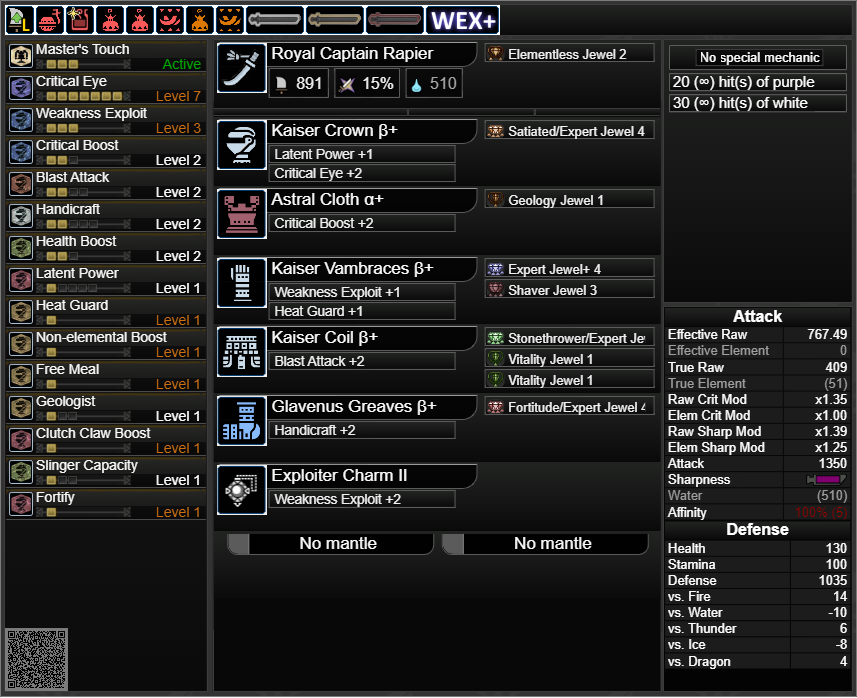 L
WEX+
Master's Touch
Active
Critical Eye
Level 7
Weakness Exploit
Level 3
Critical Boost
Level 2
Blast Attack
Level 2
Handicraft
Level 2
Health Boost
Level 2
Latent Power
Level 1
Heat Guard
Level 1
Non-elemental Boost
Level 1
Free Meal
Level 1
Geologist
Level 1
Clutch Claw Boost
Level 1
Slinger Capacity
Level 1
Fortify
Level 1
Royal Captain Rapier
891 15% 510
Elementless Jewel 2
Kaiser Crown β+
Latent Power +1
Critical Eye +2
Satiated/Expert Jewel 4
Astral Cloth α+
Critical Boost +2
Geology Jewel 1
Kaiser Vambraces β+
Weakness Exploit +1
Heat Guard +1
Expert Jewel+ 4
Shaver Jewel 3
Kaiser Coil β+
Blast Attack +2
Stonethrower/Expert Je
Vitality Jewel 1
Vitality Jewel 1
Glavenus Greaves β+
Handicraft +2
Fortitude/Expert Jewel 4
Exploiter Charm II
Weakness Exploit +2
No mantle No mantle
No special mechanic
20 (∞) hit(s) of purple
30 (∞) hit(s) of white
Attack
Effective Raw 767.49
Effective Element 0
True Raw 409
True Element (51)
Raw Crit Mod x1.35
Elem Crit Mod x1.00
Raw Sharp Mod x1.39
Elem Sharp Mod x1.25
Attack 1350
Sharpness
Water (510)
Affinity 100% (5)
Defense
Health 130
Stamina 100
Defense 1035
vs. Fire 14
vs. Water -10
vs. Thunder 6
vs. Ice -8
vs. Dragon 4